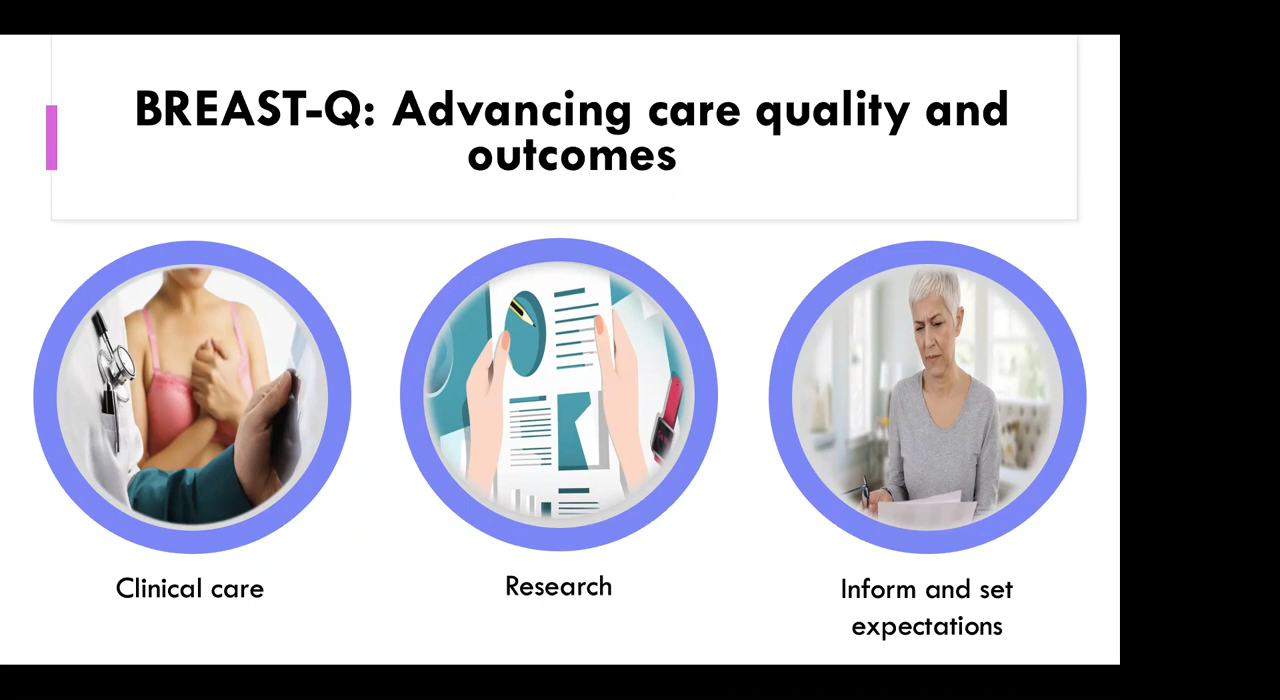 BREAST-Q: Advancing care quality and
outcomes
Clinical care
Research
Inform and set
expectations